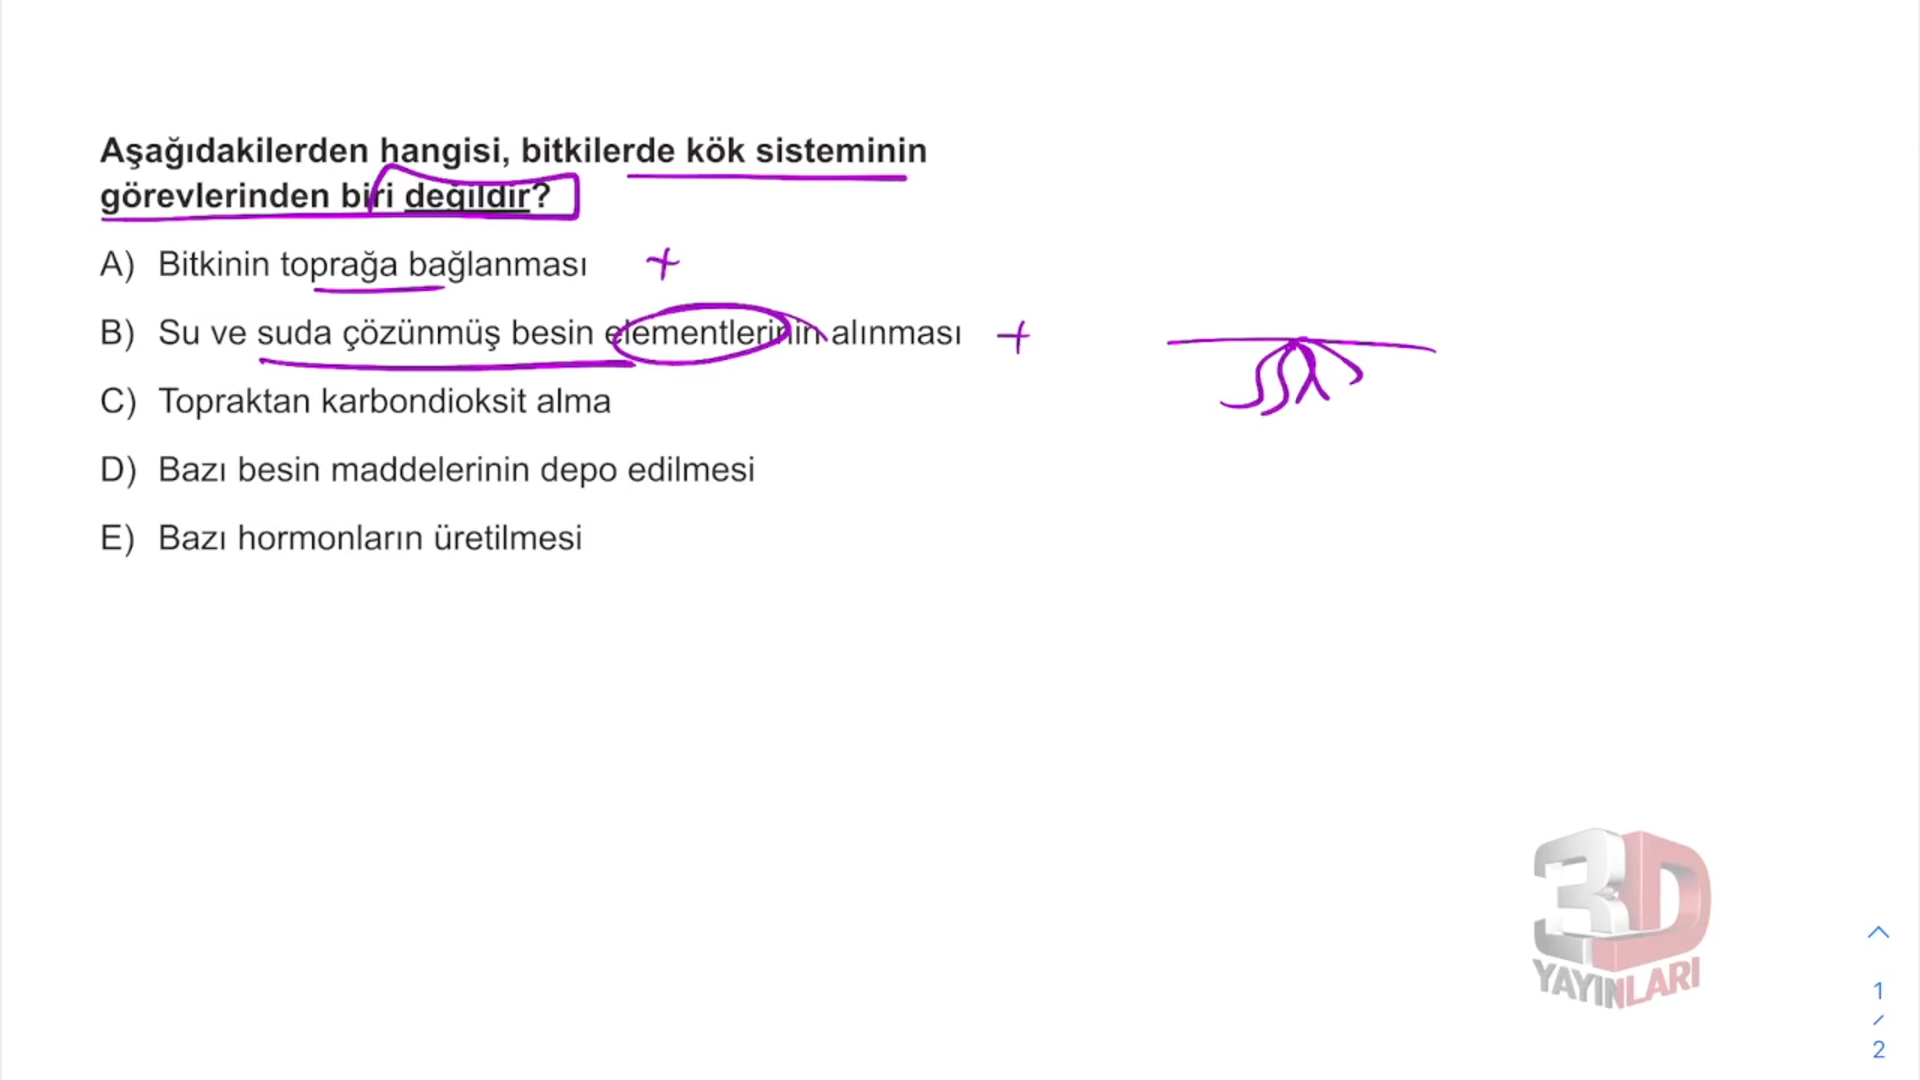 Aşağıdakilerden hangisi, bitkilerde kök sisteminin
görevlerinden biri değildir?
A) Bitkinin toprağa bağlanması +
B) Su ve suda çözünmüş besin elementlerinin alınması +
C) Topraktan karbondioksit alma
D) Bazı besin maddelerinin depo edilmesi
E) Bazı hormonların üretilmesi
3D
YAYINLARI
1
/
2